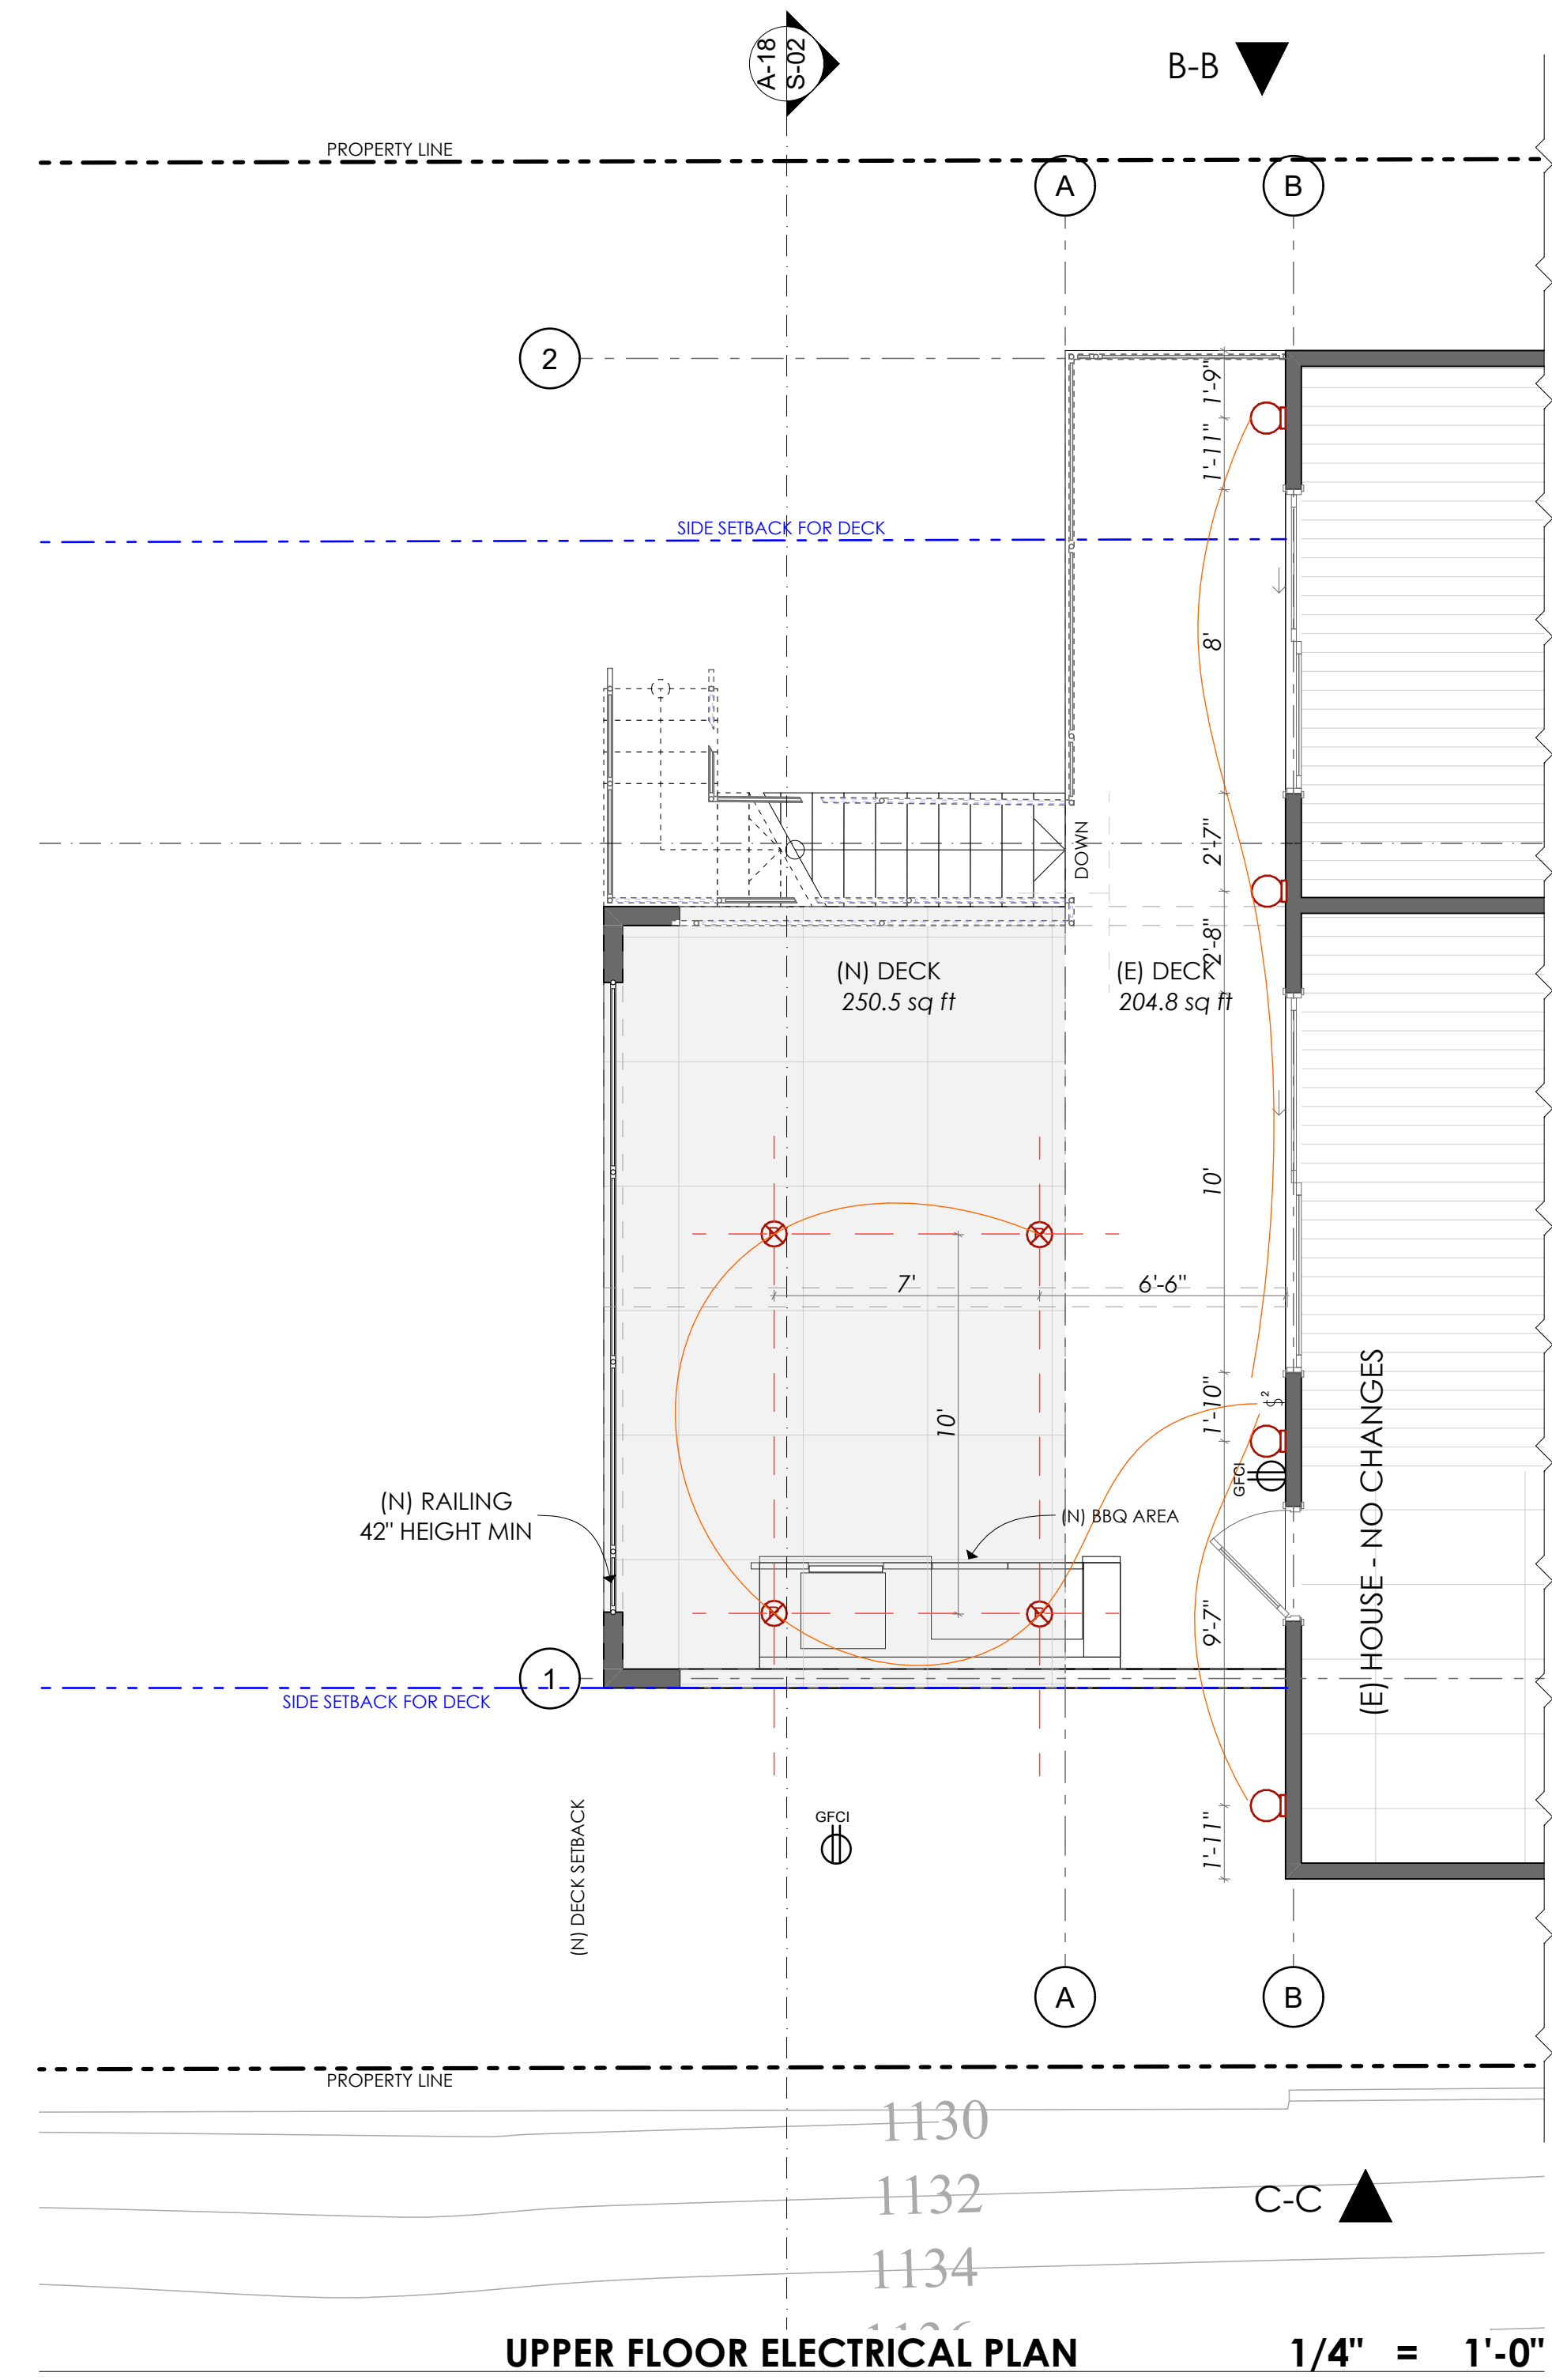 A-18
S-02
B-B
PROPERTY LINE
A
B
2
1'-9"
1'-11"
SIDE SETBACK FOR DECK
8'
DOWN
2'-7"
2'-8"
(N) DECK
250.5 sq ft
(E) DECK
204.8 sq ft
10'
7'
6'-6"
10'
1'-10"
$ 2
GFCI
(E) HOUSE - NO CHANGES
(N) RAILING
42" HEIGHT MIN
(N) BBQ AREA
9'-7"
1
SIDE SETBACK FOR DECK
(N) DECK SETBACK
GFCI
1'-11"
A
B
PROPERTY LINE
1130
1132
C-C
1134
UPPER FLOOR ELECTRICAL PLAN
1/4" = 1'-0"